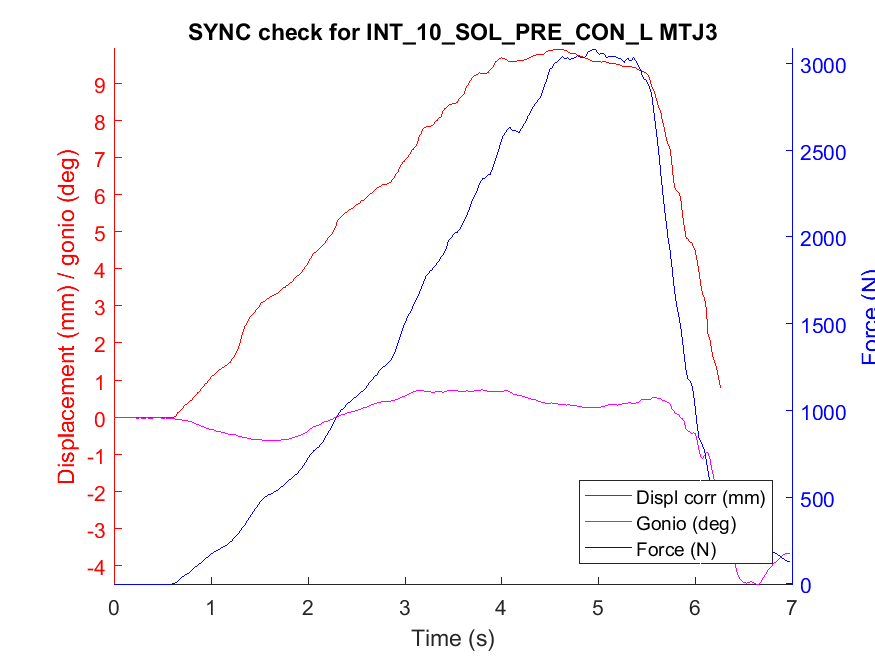 SYNC check for INT_10_SOL_PRE_CON_L MTJ3
Displacement (mm) / gonio (deg)
9
8
7
6
5
4
3
2
1
0
-1
-2
-3
-4
3000
2500
2000
1500
1000
500
0
Force (N)
Displ corr (mm)
Gonio (deg)
Force (N)
0 1 2 3 4 5 6 7
Time (s)